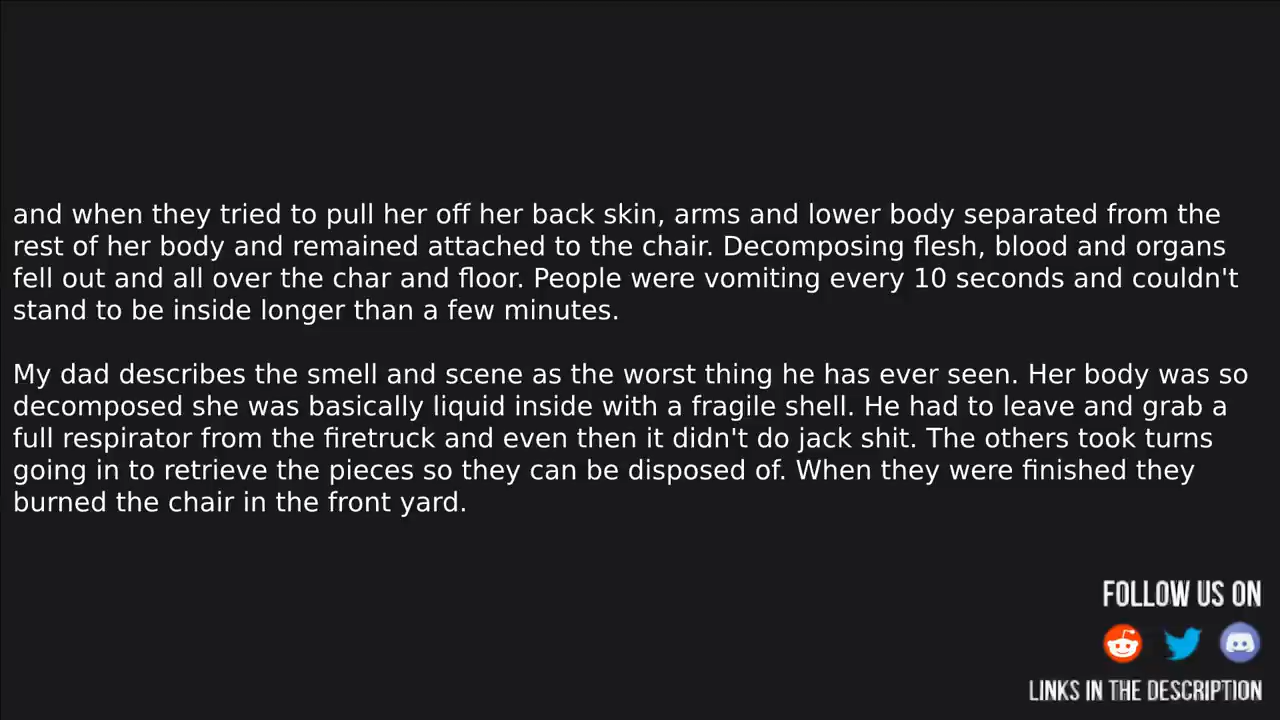 and when they tried to pull her off her back skin, arms and lower body separated from the
rest of her body and remained attached to the chair. Decomposing flesh, blood and organs
fell out and all over the char and floor. People were vomiting every 10 seconds and couldn't
stand to be inside longer than a few minutes.
My dad describes the smell and scene as the worst thing he has ever seen. Her body was so
decomposed she was basically liquid inside with a fragile shell. He had to leave and grab a
full respirator from the firetruck and even then it didn't do jack shit. The others took turns
going in to retrieve the pieces so they can be disposed of. When they were finished they
burned the chair in the front yard.
FOLLOW US ON
LINKS IN THE DESCRIPTION